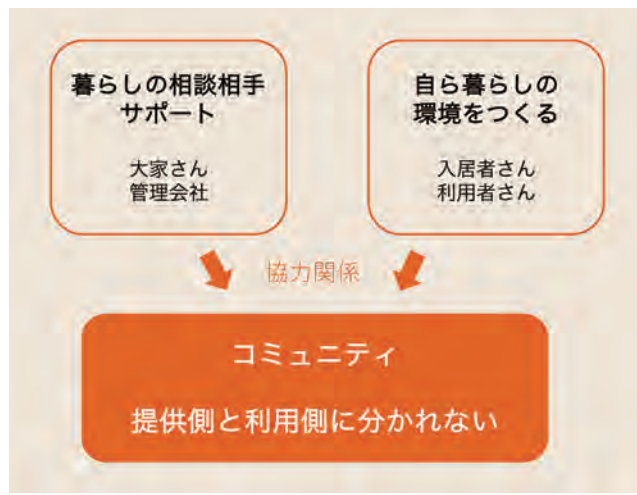 暮らしの相談相手
サポート
大家さん
管理会社
自ら暮らしの
環境をつくる
入居者さん
利用者さん
協力関係
コミュニティ
提供側と利用側に分かれない